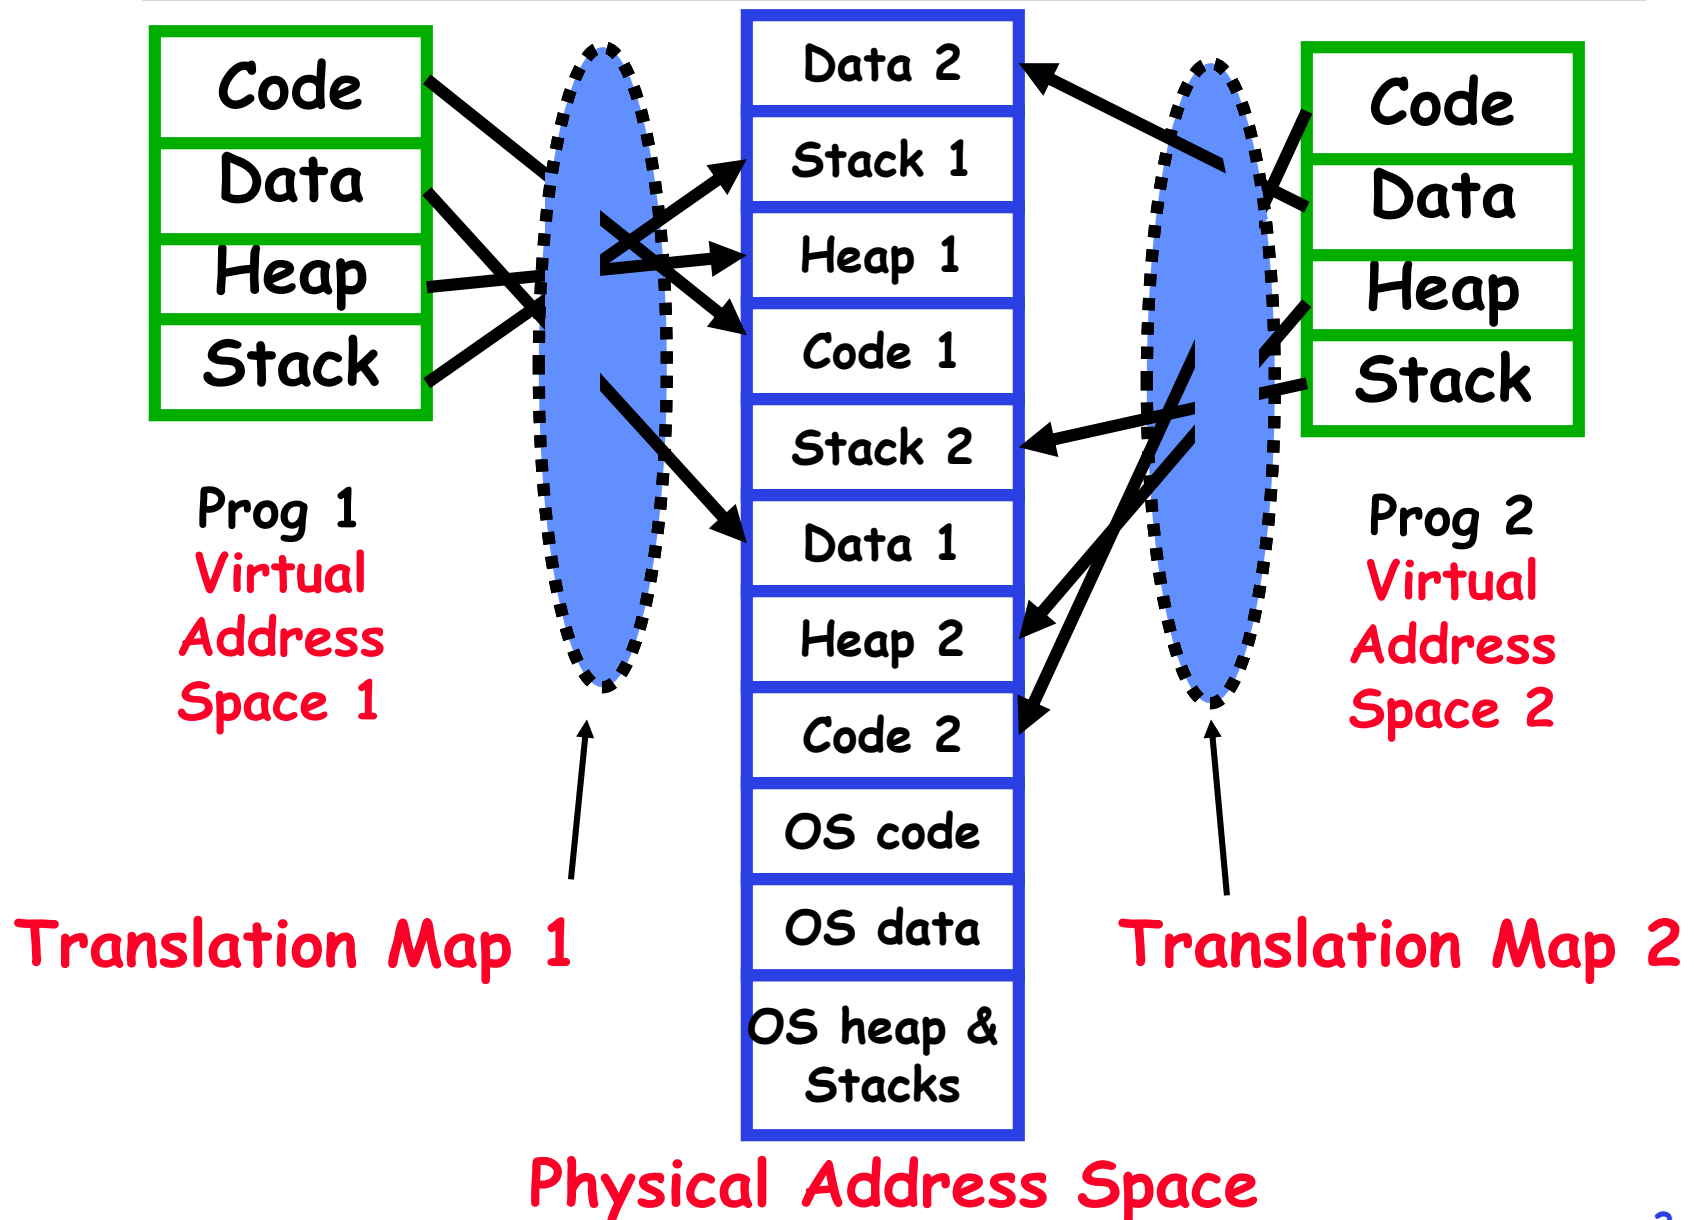 Code
Data
Heap
Stack
Prog 1
Virtual
Address
Space 1
Translation Map 1
Data 2
Stack 1
Heap 1
Code 1
Stack 2
Data 1
Heap 2
Code 2
OS code
OS data
OS heap &
Stacks
Physical Address Space
Code
Data
Heap
Stack
Prog 2
Virtual
Address
Space 2
Translation Map 2